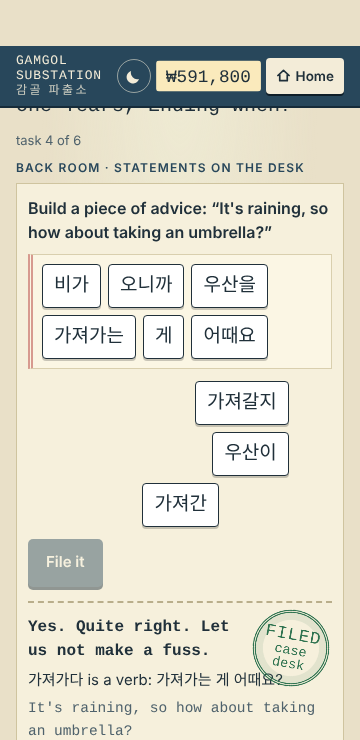 GAMGOL
SUBSTATION
감골 파출소
₩591,800
Home
one Years, Ending when?
task 4 of 6
BACK ROOM · STATEMENTS ON THE DESK
Build a piece of advice: “It's raining, so
how about taking an umbrella?”
비가 오니까 우산을
가져가는 게 어때요
가져갈지
우산이
가져간
File it
Yes. Quite right. Let
us not make a fuss.
FILED
case
desk
가져가다 is a verb: 가져가는 게 어때요?
It's raining, so how about taking
an umbrella?